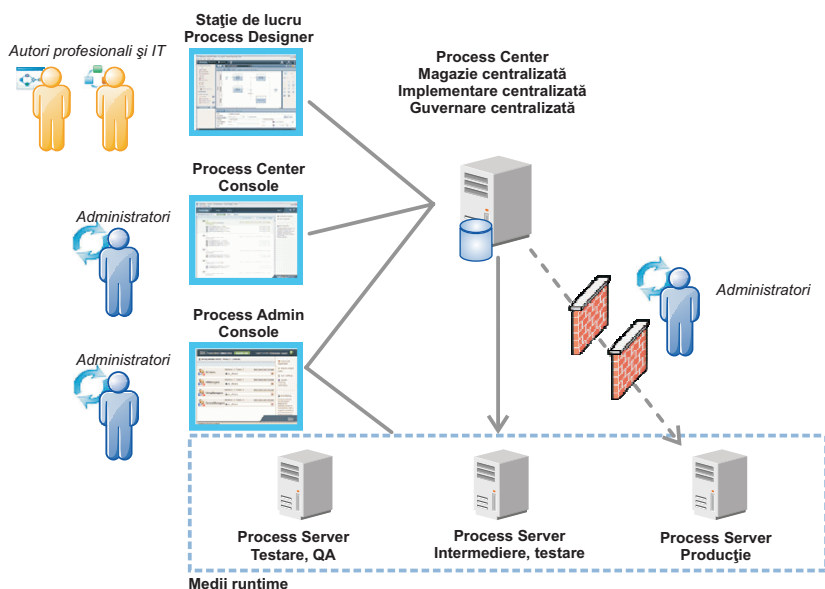 Staţie de lucru
Process Designer
Autori profesionali şi IT
Process Center
Magazie centralizată
Implementare centralizată
Guvernare centralizată
Process Center
Console
Administratori
Administratori
Process Admin
Console
Administratori
Process Server
Testare, QA
Process Server
Intermediere, testare
Process Server
Producţie
Medii runtime